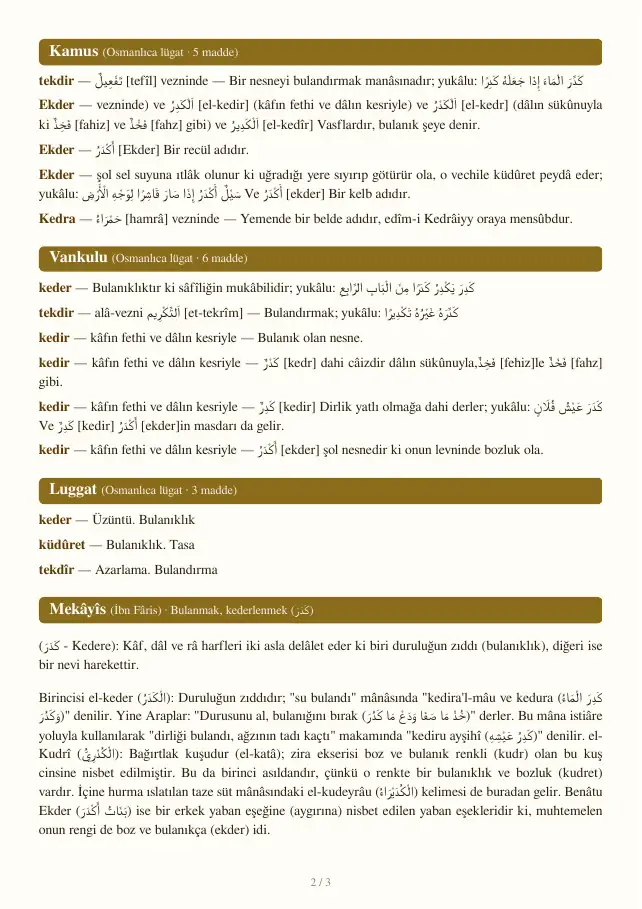 Kamus (Osmanlıca lügat · 5 madde)
tekdir — تَفْعِيلٌ [tefîl] vezninde — Bir nesneyi bulandırmak manâsınadır; yukâlu: كَدَّرَ الْمَاءَ إِذَا جَعَلَهُ كَدِرًا
Ekder — vezninde) ve اَلْكَدِرُ [el-kedir] (kâfın fethi ve dâlın kesriyle) ve اَلْكَدْرُ [el-kedr] (dâlın sükûnuyla
ki فَخِذٌ [fahiz] ve فَخْذٌ [fahz] gibi) ve اَلْكَدِيرُ [el-kedîr] Vasflardır, bulanık şeye denir.
Ekder — أَكْدَرُ [Ekder] Bir recül adıdır.
Ekder — şol sel suyuna ıtlâk olunur ki uğradığı yere sıyırıp götürür ola, o vechile küdûret peydâ eder;
yukâlu: سَيْلٌ أَكْدَرُ إِذَا صَارَ قَاشِرًا لِوَجْهِ الْأَرْضِ Ve أَكْدَرُ [ekder] Bir kelb adıdır.
Kedra — حَمْرَاءُ [hamrâ] vezninde — Yemende bir belde adıdır, edîm-i Kedrâiyy oraya mensûbdur.
Vankulu (Osmanlıca lügat · 6 madde)
keder — Bulanıklıktır ki sâfîliğin mukâbilidir; yukâlu: كَدِرَ يَكْدَرُ كَدَرًا مِنَ الْبَابِ الرَّابِعِ
tekdir — alâ-vezni اَلتَّكْرِيمِ [et-tekrîm] — Bulandırmak; yukâlu: كَدَّرَهُ غَيْرُهُ تَكْدِيرًا
kedir — kâfın fethi ve dâlın kesriyle — Bulanık olan nesne.
kedir — kâfın fethi ve dâlın kesriyle — كَدْرٌ [kedr] dahi câizdir dâlın sükûnuyla,فَخِذٌ [fehiz]le فَخْذٌ [fahz]
gibi.
kedir — kâfın fethi ve dâlın kesriyle — كَدِرٌ [kedir] Dirlik yatlı olmağa dahi derler; yukâlu: كَدَرَ عَيْشُ فُلَانٍ
Ve كَدِرٌ [kedir] أَكْدَرُ [ekder]in masdarı da gelir.
kedir — kâfın fethi ve dâlın kesriyle — أَكْدَرُ [ekder] şol nesnedir ki onun levninde bozluk ola.
Luggat (Osmanlıca lügat · 3 madde)
keder — Üzüntü. Bulanıklık
küdûret — Bulanıklık. Tasa
tekdîr — Azarlama. Bulandırma
Mekâyîs (İbn Fâris) · Bulanmak, kederlenmek (كَدَرَ)
(كَدَرَ - Kedere): Kâf, dâl ve râ harfleri iki asla delâlet eder ki biri duruluğun zıddı (bulanıklık), diğeri ise
bir nevi harekettir.
Birincisi el-keder (الْكَدَرُ): Duruluğun zıddıdır; "su bulandı" mânâsında "kedira'l-mâu ve kedura (كَدِرَ الْمَاءُ
وَكَدُرَ)" denilir. Yine Araplar: "Durusunu al, bulanığını bırak (خُذْ مَا صَفَا وَدَعْ مَا كَدُرَ)" derler. Bu mâna istiâre
yoluyla kullanılarak "dirliği bulandı, ağzının tadı kaçtı" makamında "kediru ayşihî (كَدِرُ عَيْشِهِ)" denilir. el-
Kudrî (الْكُدْرِيُّ): Bağırtlak kuşudur (el-katâ); zira ekserisi boz ve bulanık renkli (kudr) olan bu kuş
cinsine nisbet edilmiştir. Bu da birinci asıldandır, çünkü o renkte bir bulanıklık ve bozluk (kudret)
vardır. İçine hurma ıslatılan taze süt mânasındaki el-kudeyrâu (الْكُدَيْرَاءُ) kelimesi de buradan gelir. Benâtu
Ekder (بَنَاتُ أَكْدَرَ) ise bir erkek yaban eşeğine (aygırına) nisbet edilen yaban eşekleridir ki, muhtemelen
onun rengi de boz ve bulanıkça (ekder) idi.
2 / 3